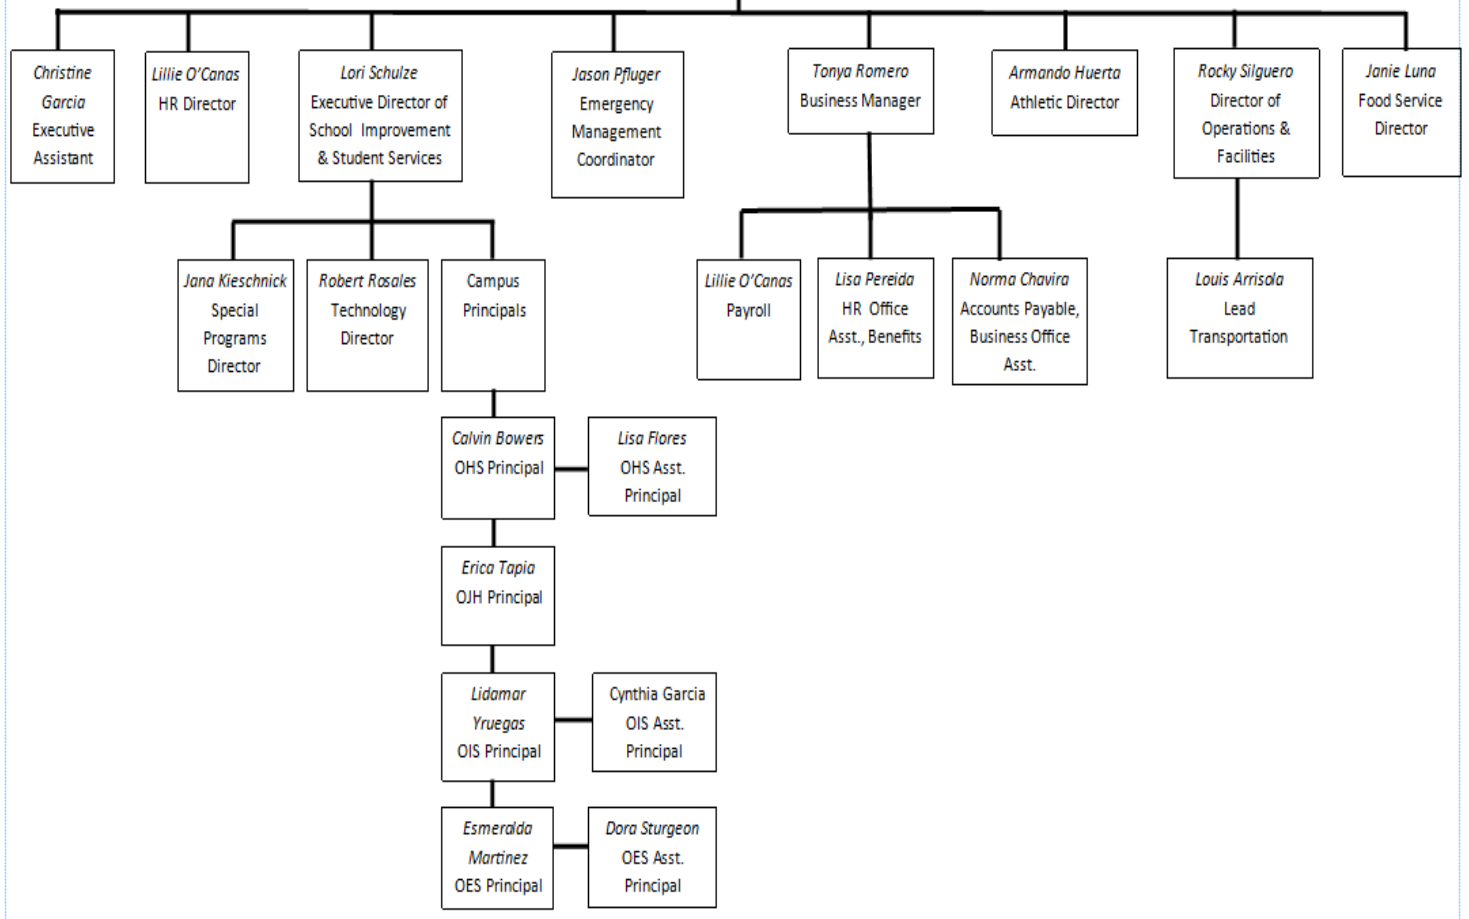 Christine
Garcia
Executive
Assistant
Lillie O'Canas
HR Director
Lori Schulze
Executive Director of
School Improvement
& Student Services
Jason Pfluger
Emergency
Management
Coordinator
Tonya Romero
Business Manager
Armando Huerta
Athletic Director
Rocky Silguero
Director of
Operations &
Facilities
Janie Luna
Food Service
Director
Jana Kieschnick
Special
Programs
Director
Robert Rosales
Technology
Director
Campus
Principals
Lillie O'Canas
Payroll
Lisa Pereida
HR Office
Asst., Benefits
Norma Chavira
Accounts Payable,
Business Office
Asst.
Louis Arrisola
Lead
Transportation
Calvin Bowers
OHS Principal
Lisa Flores
OHS Asst.
Principal
Erica Tapia
OJH Principal
Lidamar
Yruegas
OIS Principal
Cynthia Garcia
OIS Asst.
Principal
Esmeralda
Martinez
OES Principal
Dora Sturgeon
OES Asst.
Principal